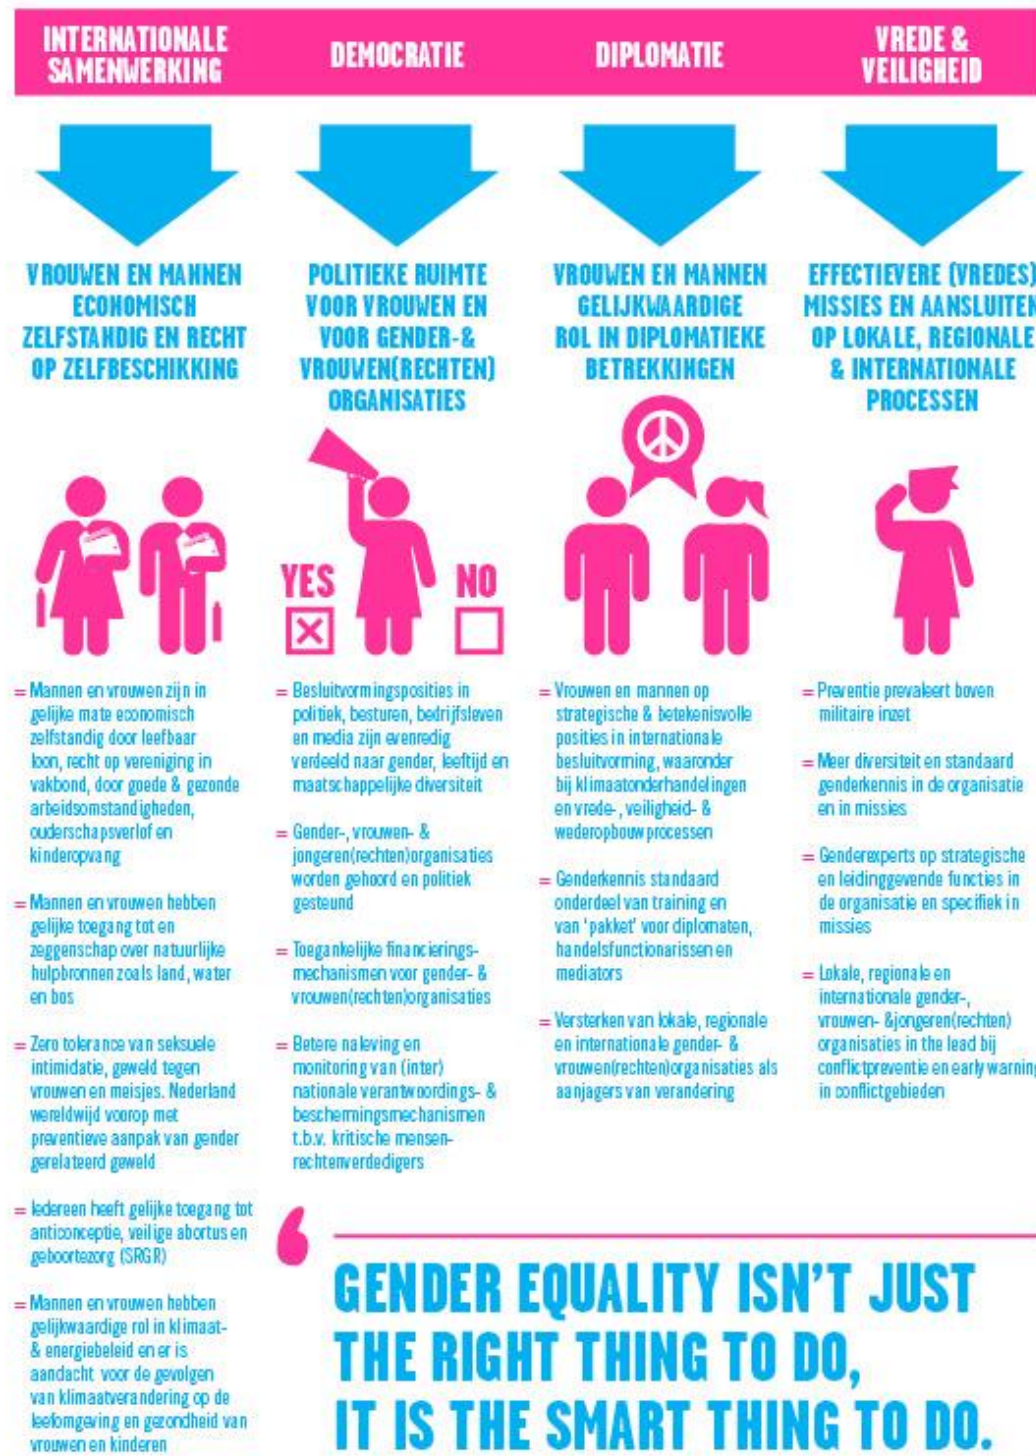 INTERNATIONALE
SAMENWERKING
DEMOCRATIE
DIPLOMATIE
VREDE &
VEILIGHEID
VROUWEN EN MANNEN
ECONOMISCH
ZELFSTANDIG EN RECHT
OP ZELFBESCHIKKING
POLITIEKE RUIMTE
VOOR VROUWEN EN
VOOR GENDER-&
VROUWEN(RECHTEN)
ORGANISATIES
VROUWEN EN MANNEN
GELIJKWAARDIGE
ROL IN DIPLOMATIEKE
BETREKKINGEN
EFFECTIEVERE (VREDES)
MISSIES EN AANSLUITEN
OP LOKALE, REGIONALE
& INTERNATIONALE
PROCESSEN
YES
NO
= Mannen en vrouwen zijn in
gelijke mate economisch
zelfstandig door leefbaar
loon, recht op vereniging in
vakbond, door goede & gezonde
arbeidsomstandigheden,
ouderschapsverlof en
kinderopvang
= Mannen en vrouwen hebben
gelijke toegang tot en
zeggenschap over natuurlijke
hulpbronnen zoals land, water
en bos
= Zero tolerance van seksuele
intimidatie, geweld tegen
vrouwen en meisjes. Nederland
wereldwijd voorop met
preventieve aanpak van gender
gerelateerd geweld
= Iedereen heeft gelijke toegang tot
anticonceptie, veilige abortus en
geboortezorg (SRGR)
= Mannen en vrouwen hebben
gelijkwaardige rol in klimaat-
& energiebeleid en er is
aandacht voor de gevolgen
van klimaatverandering op de
leefomgeving en gezondheid van
vrouwen en kinderen
= Besluitvormingsposities in
politiek, besturen, bedrijfsleven
en media zijn evenredig
verdeeld naar gender, leeftijd en
maatschappelijke diversiteit
= Gender-, vrouwen- &
jongeren(rechten)organisaties
worden gehoord en politiek
gesteund
= Toegankelijke financierings-
mechanismen voor gender- &
vrouwen(rechten)organisaties
= Betere naleving en
monitoring van (inter)
nationale verantwoordings- &
beschermingsmechanismen
t.b.v. kritische mensen-
rechtenverdedigers
= Vrouwen en mannen op
strategische & betekenisvolle
posities in internationale
besluitvorming, waaronder
bij klimaatonderhandelingen
en vrede-, veiligheid- &
wederopbouwprocessen
= Genderkennis standaard
onderdeel van training en
van 'pakket' voor diplomaten,
handelsfunctionarissen en
mediators
= Versterken van lokale, regionale
en internationale gender- &
vrouwen(rechten)organisaties als
aanjagers van verandering
= Preventie prevaleert boven
militaire inzet
= Meer diversiteit en standaard
genderkennis in de organisatie
en in missies
= Genderexperts op strategische
en leidinggevende functies in
de organisatie en specifiek in
missies
= Lokale, regionale en
internationale gender-,
vrouwen- &jongeren(rechten)
organisaties in the lead bij
conflictpreventie en early warning
in conflictgebieden
‘
GENDER EQUALITY ISN'T JUST
THE RIGHT THING TO DO,
IT IS THE SMART THING TO DO.